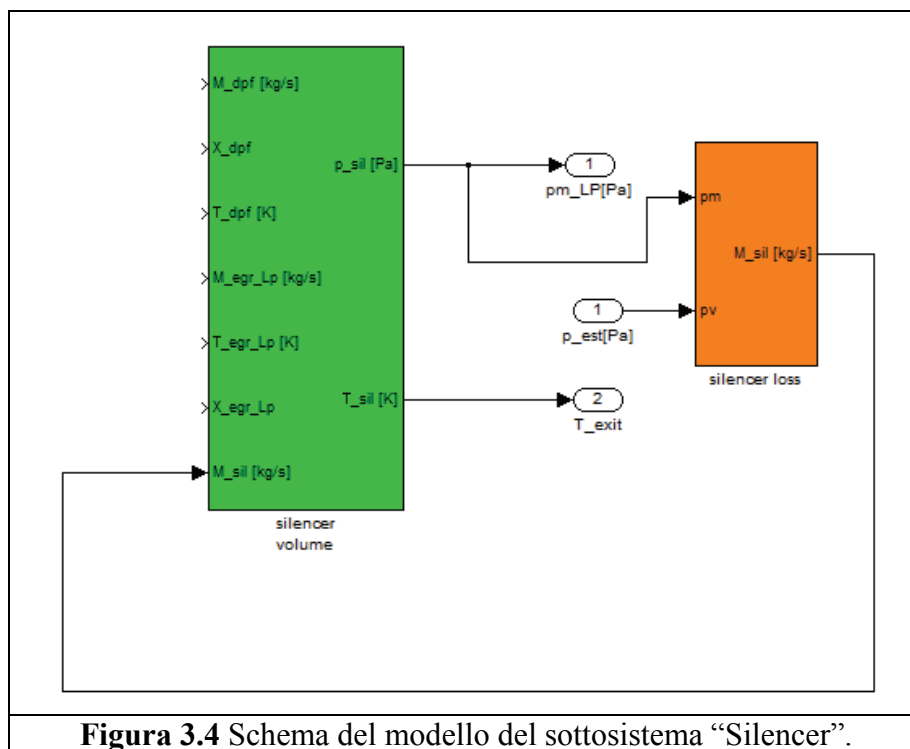 M_dpf [kg/s]
X_dpf
T_dpf [K]
M_egr_Lp [kg/s]
T_egr_Lp [K]
X_egr_Lp
M_sil [kg/s]
p_sil [Pa]
T_sil [K]
silencer
volume
1
pm_LP[Pa]
1
p_est[Pa]
2
T_exit
pm
pv
M_sil [kg/s]
silencer loss
Figura 3.4 Schema del modello del sottosistema “Silencer”.